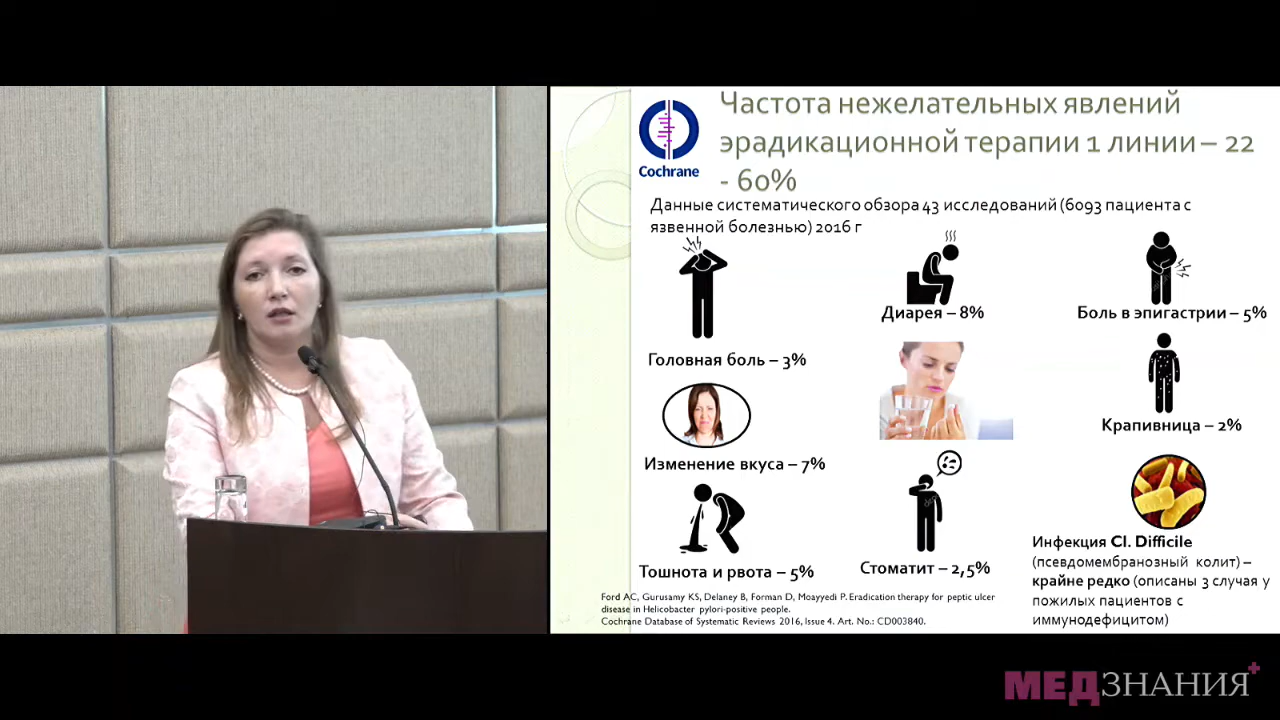 Cochrane
Частота нежелательных явлений
эрадикационной терапии 1 линии – 22
- 60%
Данные систематического обзора 43 исследований (6093 пациента с
язвенной болезнью) 2016 г
Головная боль – 3%
Диарея – 8%
Боль в эпигастрии – 5%
Изменение вкуса – 7%
Крапивница – 2%
Тошнота и рвота – 5%
Стоматит – 2,5%
Инфекция Cl. Difficile
(псевдомембранозный колит) –
крайне редко (описаны 3 случая у
пожилых пациентов с
иммунодефицитом)
Ford AC, Gurusamy KS, Delaney B, Forman D, Moayyedi P. Eradication therapy for peptic ulcer
disease in Helicobacter pylori-positive people.
Cochrane Database of Systematic Reviews 2016, Issue 4. Art. No.: CD003840.
МЕДЗНАНИЯ+